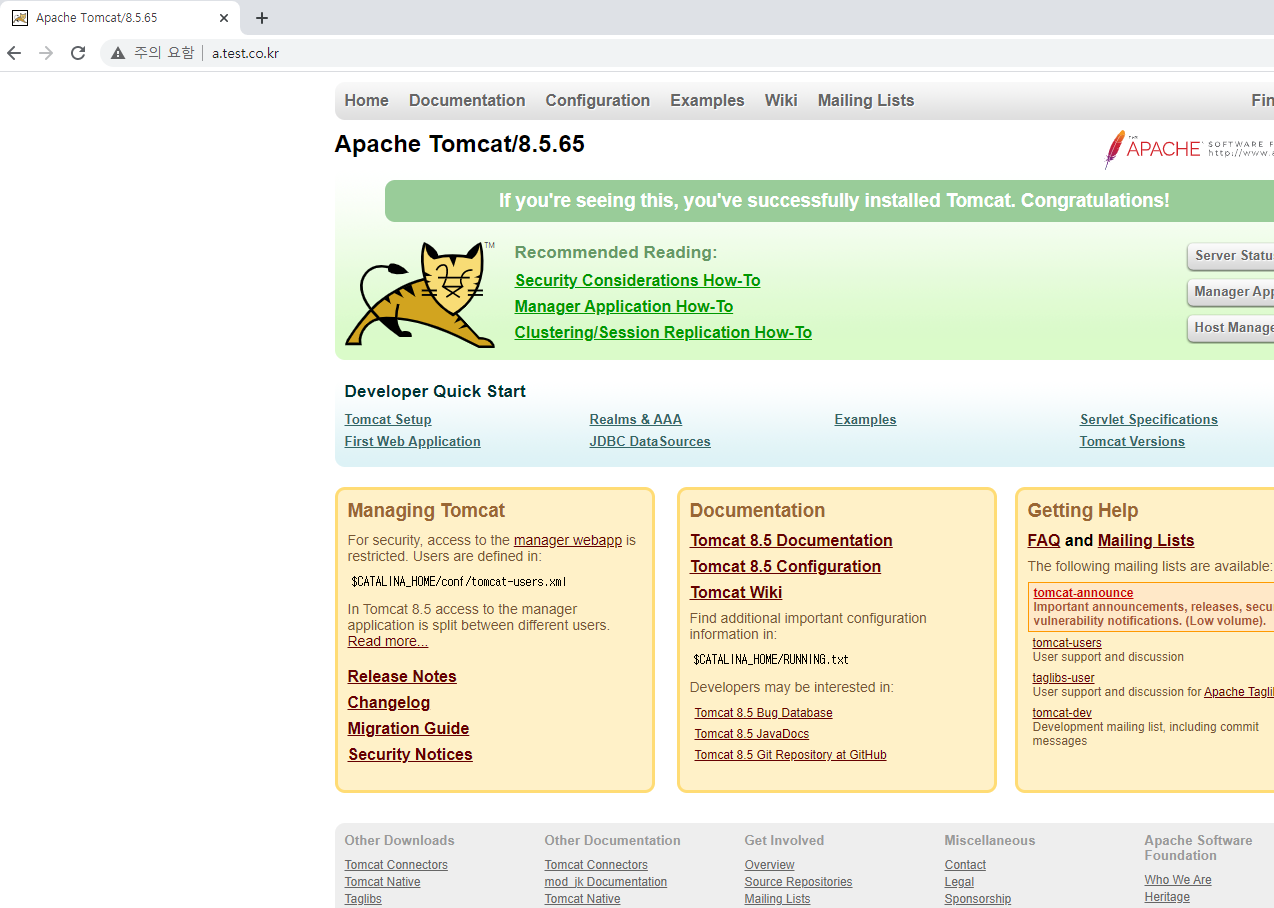 Apache Tomcat/8.5.65
주의 요함 a.test.co.kr
Home Documentation Configuration Examples Wiki Mailing Lists
Apache Tomcat/8.5.65
THE APACHE SOFTWARE
http://www.
If you're seeing this, you've successfully installed Tomcat. Congratulations!
TM
Recommended Reading:
Security Considerations How-To
Manager Application How-To
Clustering/Session Replication How-To
Server
Manager
Host
Developer Quick Start
Tomcat Setup
First Web Application
Realms & AAA
JDBC DataSources
Examples
Servlet Specifications
Tomcat Versions
Managing Tomcat
For security, access to the manager webapp is
restricted. Users are defined in:
$CATALINA_HOME/conf/tomcat-users.xml
In Tomcat 8.5 access to the manager
application is split between different users.
Read more...
Release Notes
Changelog
Migration Guide
Security Notices
Documentation
Tomcat 8.5 Documentation
Tomcat 8.5 Configuration
Tomcat Wiki
Find additional important configuration
information in:
$CATALINA_HOME/RUNNING.txt
Developers may be interested in:
Tomcat 8.5 Bug Database
Tomcat 8.5 JavaDocs
Tomcat 8.5 Git Repository at GitHub
Getting Help
FAQ and Mailing Lists
The following mailing lists are available:
tomcat-announce
Important announcements, releases,
vulnerability notifications. (Low volume).
tomcat-users
User support and discussion
taglibs-user
User support and discussion for Apache
tomcat-dev
Development mailing list, including commit
messages
Other Downloads
Tomcat Connectors
Tomcat Native
Taglibs
Other Documentation
Tomcat Connectors
mod_jk Documentation
Tomcat Native
Get Involved
Overview
Source Repositories
Mailing Lists
Miscellaneous
Contact
Legal
Sponsorship
Apache Software
Foundation
Who We Are
Heritage